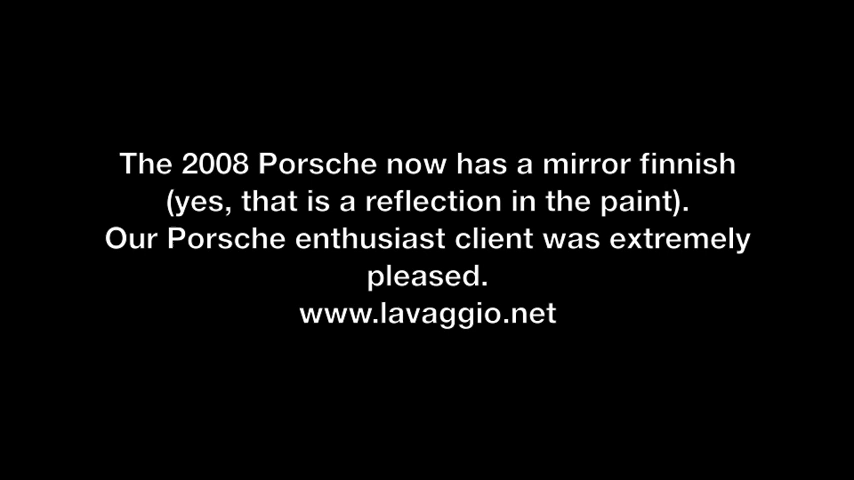 The 2008 Porsche now has a mirror finnish
(yes, that is a reflection in the paint).
Our Porsche enthusiast client was extremely
pleased.
www.lavaggio.net